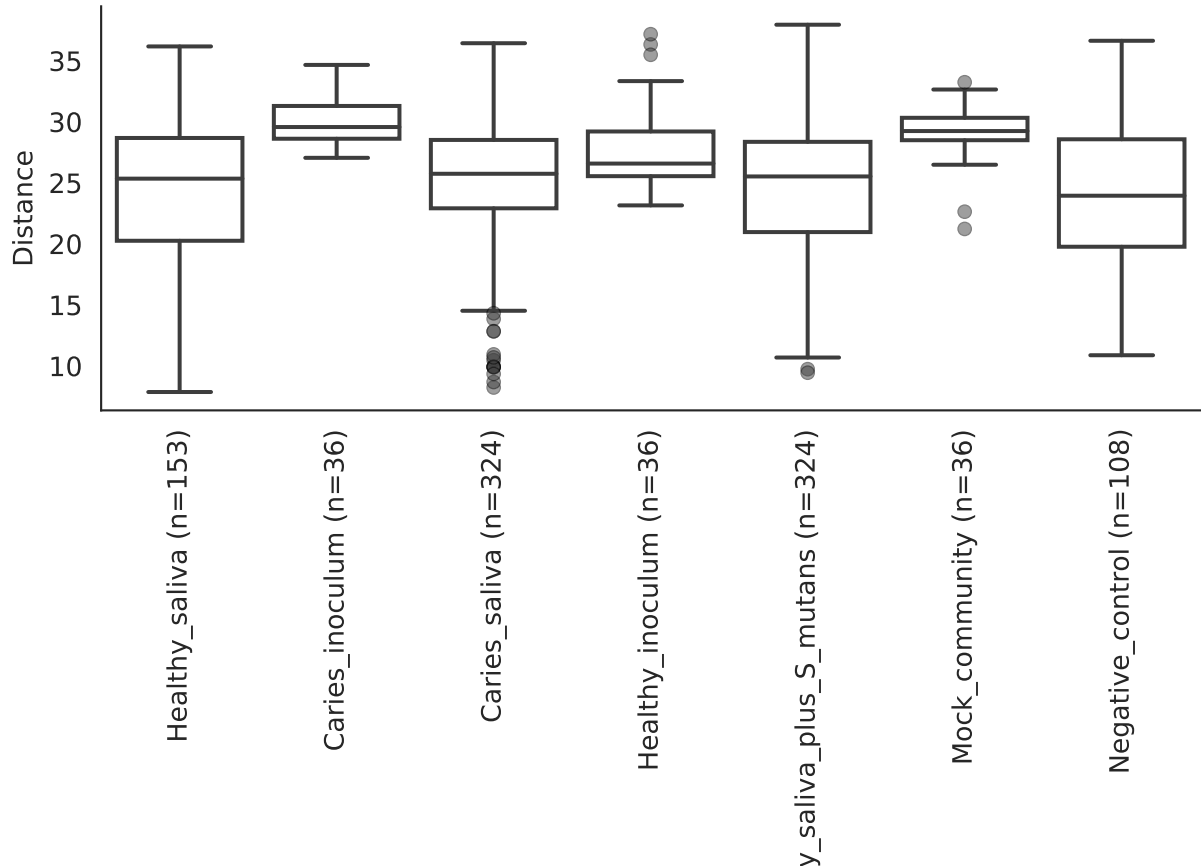 Distance
35
30
25
20
15
10
Healthy_saliva (n=153)
Caries_inoculum (n=36)
Caries_saliva (n=324)
Healthy_inoculum (n=36)
y_saliva_plus_S_mutans (n=324)
Mock_community (n=36)
Negative_control (n=108)